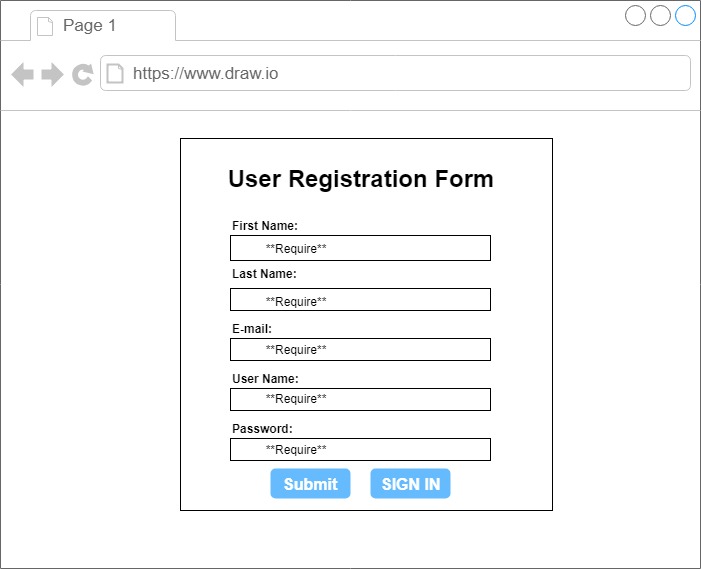 Page 1
https://www.draw.io
User Registration Form
First Name:
**Require**
Last Name:
**Require**
E-mail:
**Require**
User Name:
**Require**
Password:
**Require**
Submit SIGN IN